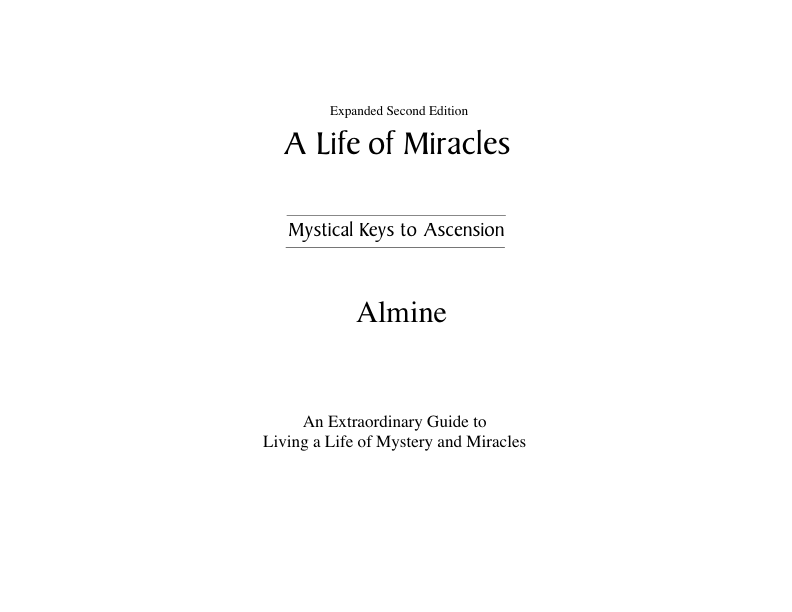 Expanded Second Edition
A Life of Miracles
Mystical Keys to Ascension
Almine
An Extraordinary Guide to
Living a Life of Mystery and Miracles